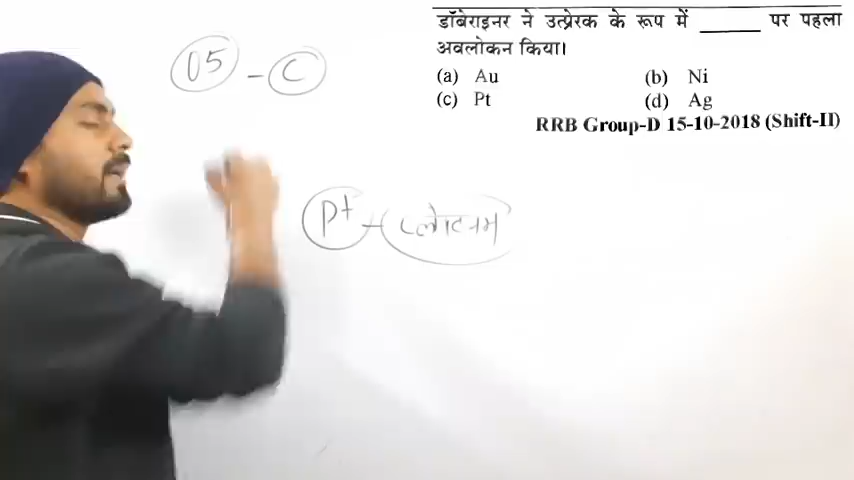 डॉबेराइनर ने उत्प्रेरक के रूप में ______ पर पहला
अवलोकन किया।
(a) Au (b) Ni
(c) Pt (d) Ag
RRB Group-D 15-10-2018 (Shift-II)
05 - C
Pt - प्लेटिनम